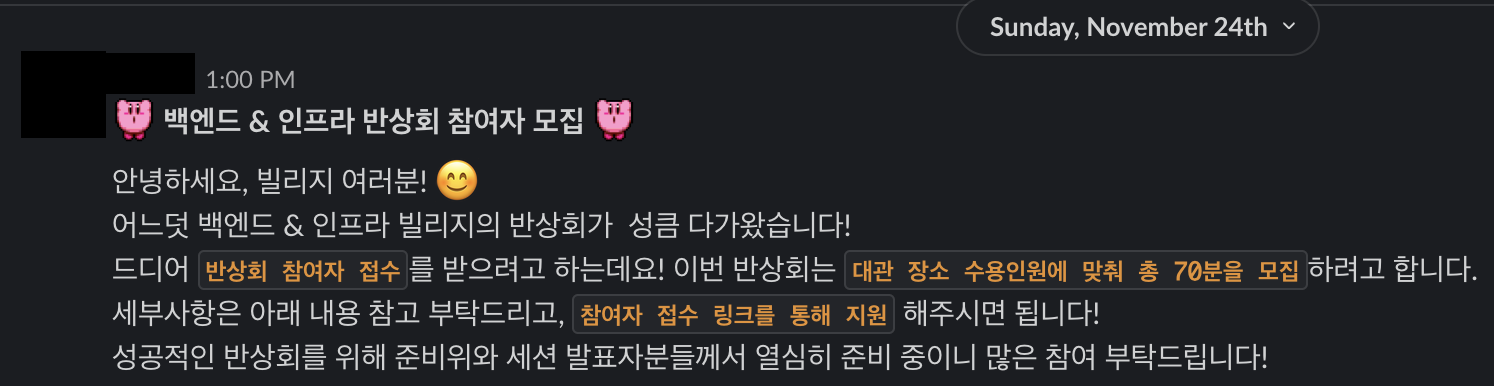 Sunday, November 24th
1:00 PM
백엔드 & 인프라 반상회 참여자 모집
안녕하세요, 빌리지 여러분!
어느덧 백엔드 & 인프라 빌리지의 반상회가 성큼 다가왔습니다!
드디어 반상회 참여자 접수를 받으려고 하는데요! 이번 반상회는 대관 장소 수용인원에 맞춰 총 70분을 모집하려고 합니다.
세부사항은 아래 내용 참고 부탁드리고, 참여자 접수 링크를 통해 지원 해주시면 됩니다!
성공적인 반상회를 위해 준비위와 세션 발표자분들께서 열심히 준비 중이니 많은 참여 부탁드립니다!